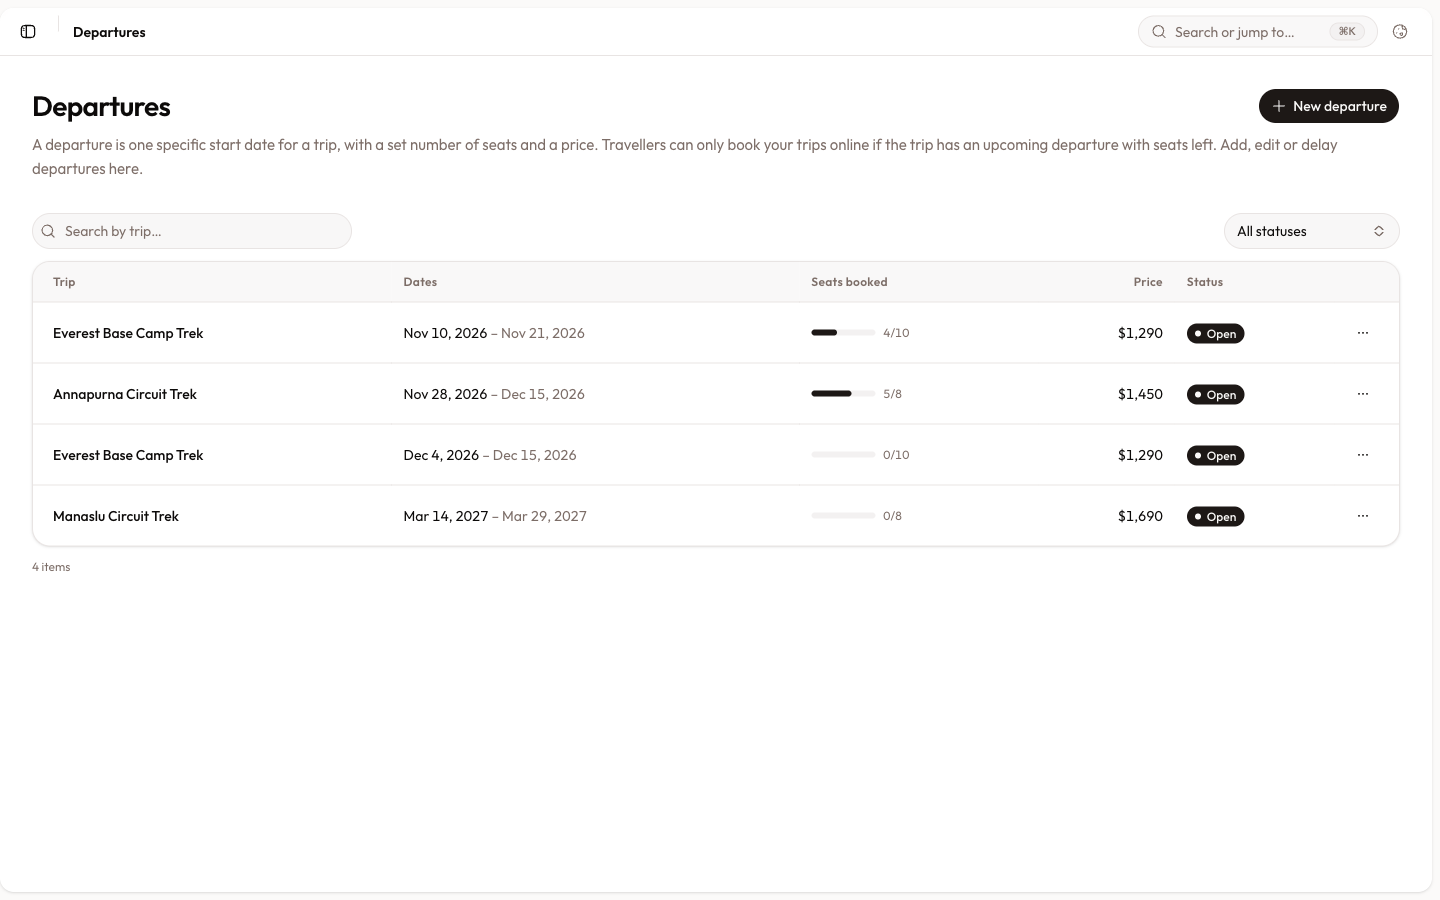 Departures
Search or jump to...
⌘K
Departures
New departure
A departure is one specific start date for a trip, with a set number of seats and a price. Travellers can only book your trips online if the trip has an upcoming departure with seats left. Add, edit or delay
departures here.
Search by trip...
All statuses
Trip Dates Seats booked Price Status
Everest Base Camp Trek Nov 10, 2026 – Nov 21, 2026 4/10 $1,290 Open
Annapurna Circuit Trek Nov 28, 2026 – Dec 15, 2026 5/8 $1,450 Open
Everest Base Camp Trek Dec 4, 2026 – Dec 15, 2026 0/10 $1,290 Open
Manaslu Circuit Trek Mar 14, 2027 – Mar 29, 2027 0/8 $1,690 Open
4 items